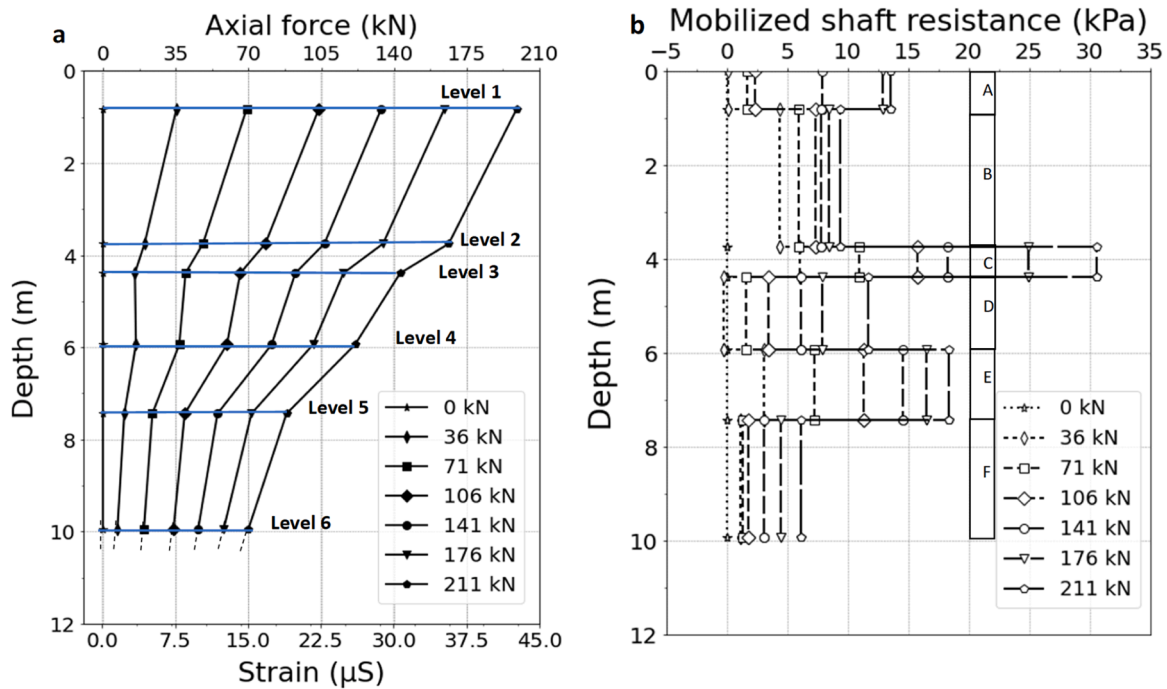 a
Axial force (kN)
0 35 70 105 140 175 210
0
2
4
6
8
10
12
Depth (m)
Level 1
Level 2
Level 3
Level 4
Level 5
Level 6
0 kN
36 kN
71 kN
106 kN
141 kN
176 kN
211 kN
0.0 7.5 15.0 22.5 30.0 37.5 45.0
Strain (µS)
b
Mobilized shaft resistance (kPa)
−5 0 5 10 15 20 25 30 35
0
2
4
6
8
10
12
Depth (m)
A
B
C
D
E
F
0 kN
36 kN
71 kN
106 kN
141 kN
176 kN
211 kN